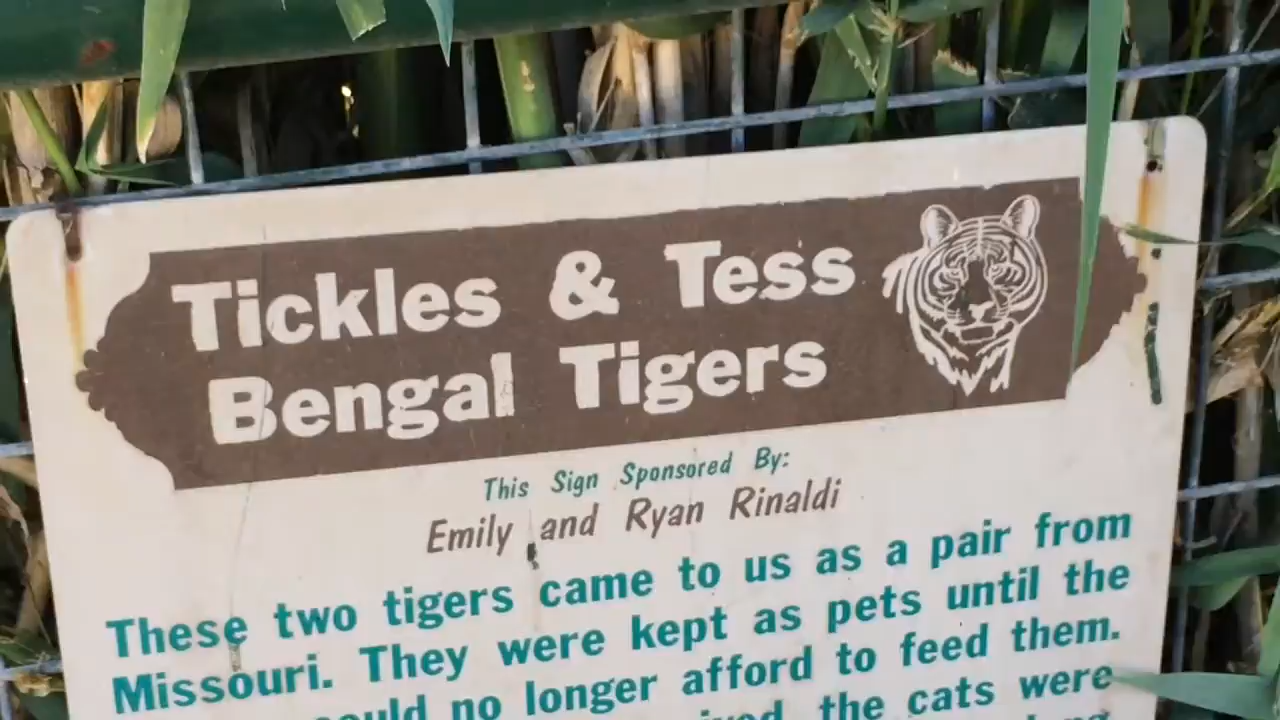 Tickles & Tess
Bengal Tigers
This Sign Sponsored By:
Emily and Ryan Rinaldi
These two tigers came to us as a pair from
Missouri. They were kept as pets until the
no longer afford to feed them.
the cats were